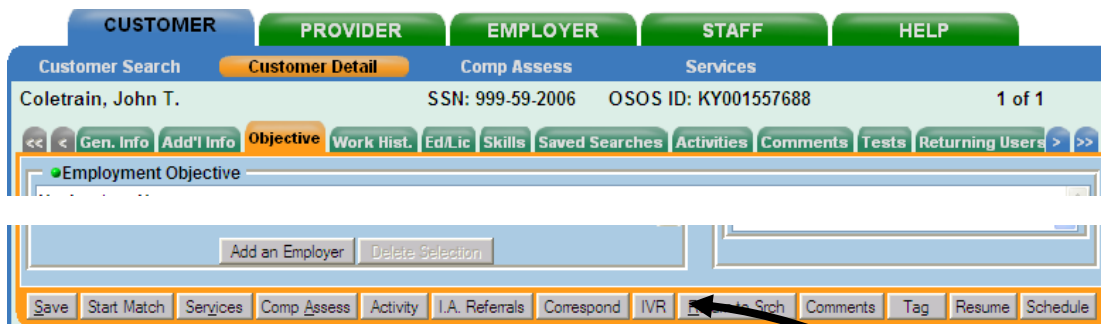 CUSTOMER PROVIDER EMPLOYER STAFF HELP
Customer Search Customer Detail Comp Assess Services
Coletrain, John T. SSN: 999-59-2006 OSOS ID: KY001557688 1 of 1
<< < Gen. Info Add'l Info Objective Work Hist. Ed/Lic Skills Saved Searches Activities Comments Tests Returning Users > >>
Employment Objective
Add an Employer Delete Selection
Save Start Match Services Comp Assess Activity I.A. Referrals Correspond IVR Srch Comments Tag Resume Schedule